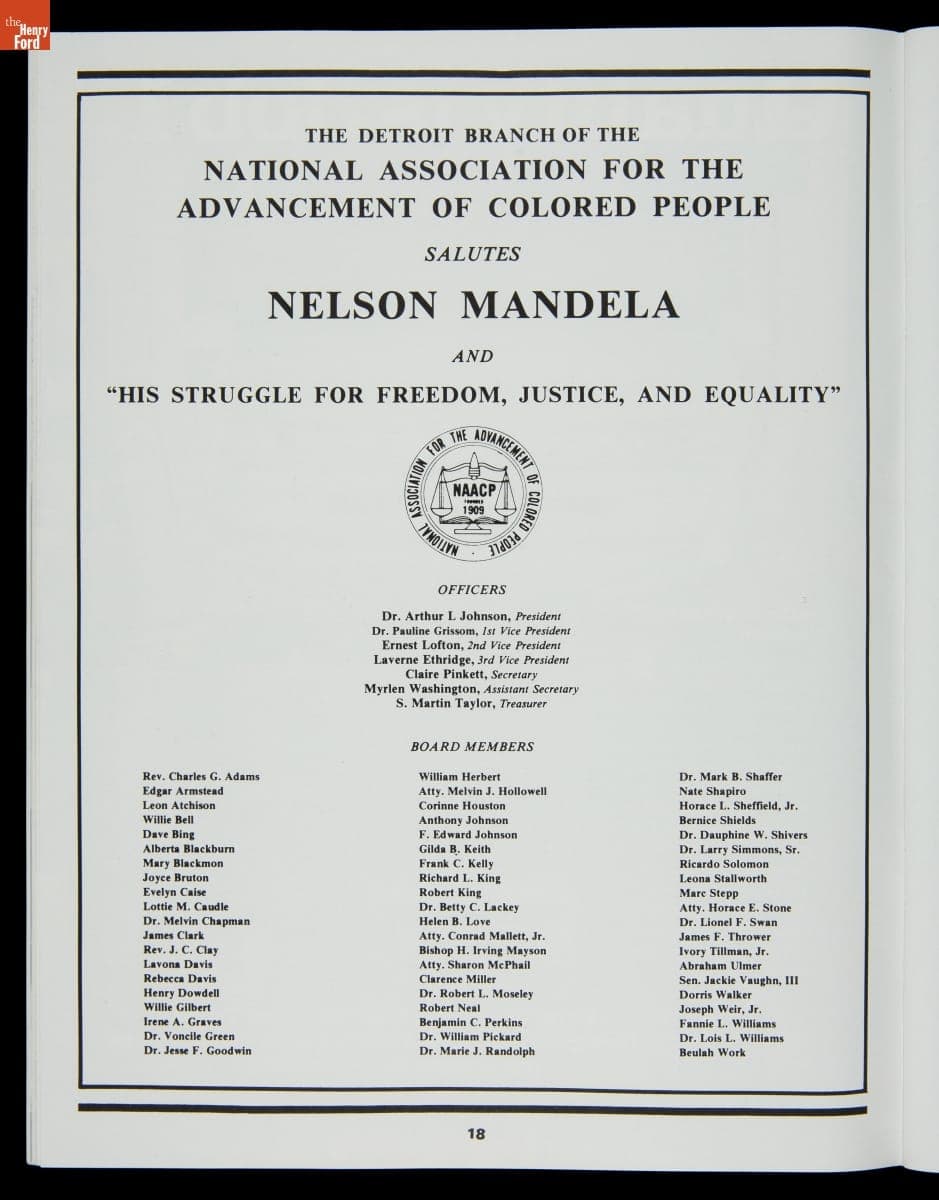 the
Henry
Ford
THE DETROIT BRANCH OF THE
NATIONAL ASSOCIATION FOR THE
ADVANCEMENT OF COLORED PEOPLE
SALUTES
NELSON MANDELA
AND
“HIS STRUGGLE FOR FREEDOM, JUSTICE, AND EQUALITY”
NATIONAL ASSOCIATION FOR THE ADVANCEMENT OF COLORED PEOPLE ·
NAACP
FOUNDED
1909
OFFICERS
Dr. Arthur L Johnson, President
Dr. Pauline Grissom, 1st Vice President
Ernest Lofton, 2nd Vice President
Laverne Ethridge, 3rd Vice President
Claire Pinkett, Secretary
Myrlen Washington, Assistant Secretary
S. Martin Taylor, Treasurer
BOARD MEMBERS
Rev. Charles G. Adams
Edgar Armstead
Leon Atchison
Willie Bell
Dave Bing
Alberta Blackburn
Mary Blackmon
Joyce Bruton
Evelyn Caise
Lottie M. Caudle
Dr. Melvin Chapman
James Clark
Rev. J. C. Clay
Lavona Davis
Rebecca Davis
Henry Dowdell
Willie Gilbert
Irene A. Graves
Dr. Voncile Green
Dr. Jesse F. Goodwin
William Herbert
Atty. Melvin J. Hollowell
Corinne Houston
Anthony Johnson
F. Edward Johnson
Gilda B. Keith
Frank C. Kelly
Richard L. King
Robert King
Dr. Betty C. Lackey
Helen B. Love
Atty. Conrad Mallett, Jr.
Bishop H. Irving Mayson
Atty. Sharon McPhail
Clarence Miller
Dr. Robert L. Moseley
Robert Neal
Benjamin C. Perkins
Dr. William Pickard
Dr. Marie J. Randolph
Dr. Mark B. Shaffer
Nate Shapiro
Horace L. Sheffield, Jr.
Bernice Shields
Dr. Dauphine W. Shivers
Dr. Larry Simmons, Sr.
Ricardo Solomon
Leona Stallworth
Marc Stepp
Atty. Horace E. Stone
Dr. Lionel F. Swan
James F. Thrower
Ivory Tillman, Jr.
Abraham Ulmer
Sen. Jackie Vaughn, III
Dorris Walker
Joseph Weir, Jr.
Fannie L. Williams
Dr. Lois L. Williams
Beulah Work
18